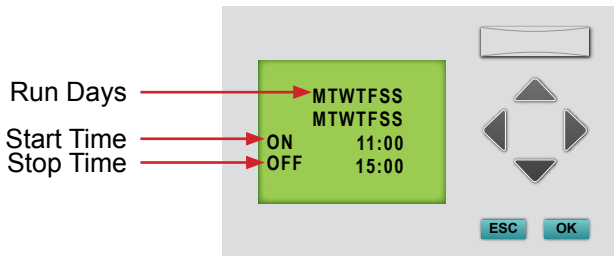 Run Days
MTWTFSS
MTWTFSS
Start Time
ON 11:00
Stop Time
OFF 15:00
ESC OK